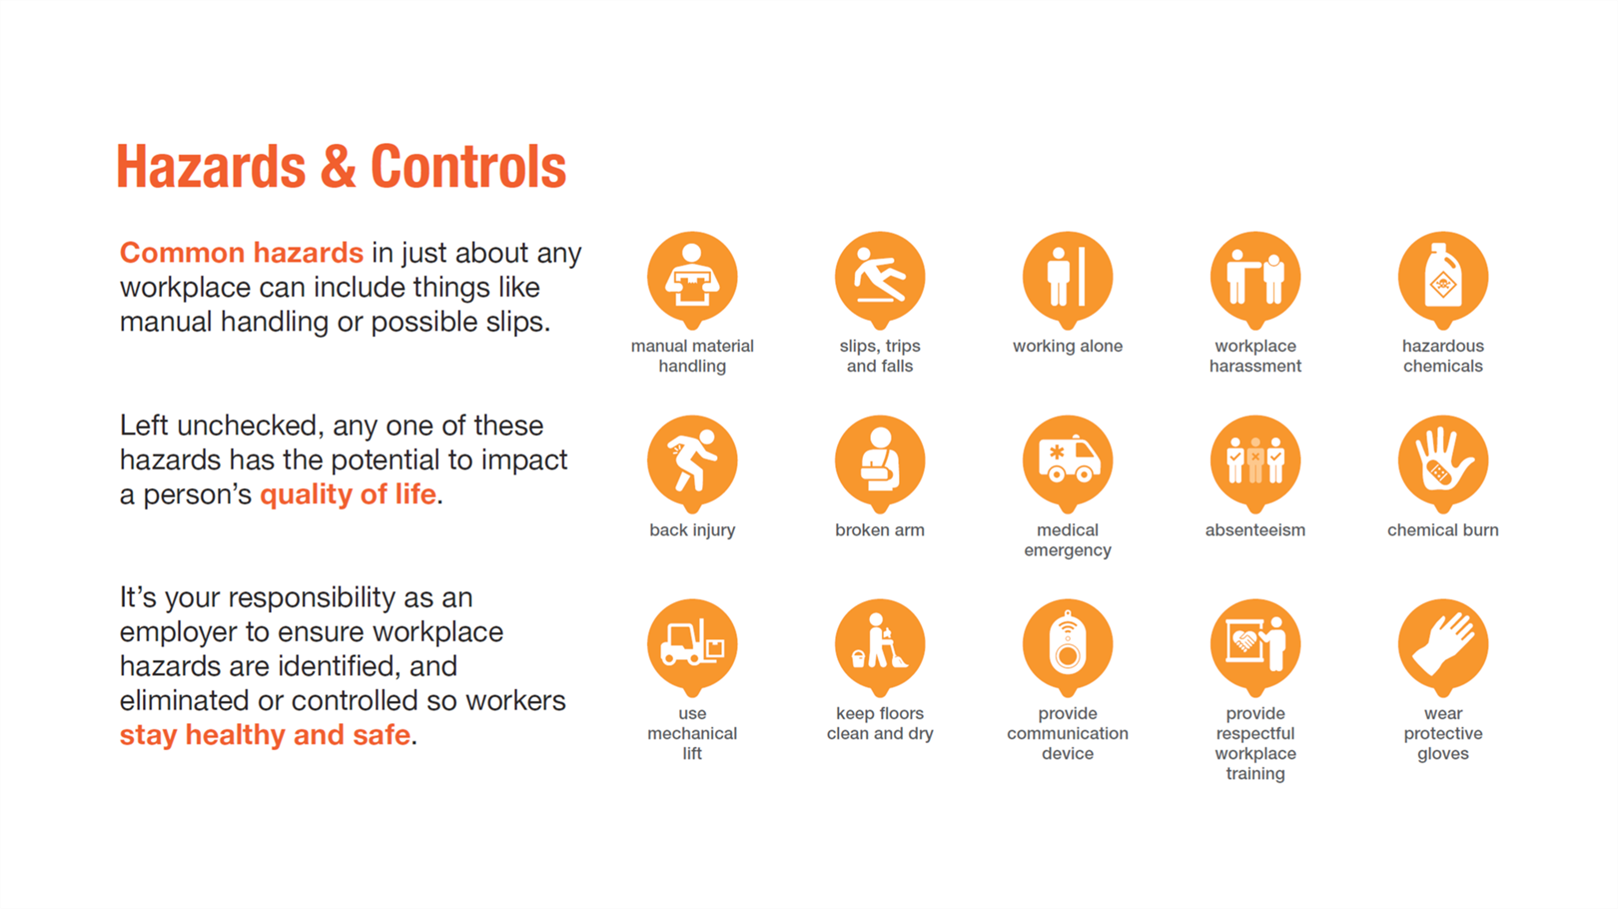 Hazards & Controls
Common hazards in just about any
workplace can include things like
manual handling or possible slips.
manual material
handling
slips, trips
and falls
working alone
workplace
harassment
hazardous
chemicals
Left unchecked, any one of these
hazards has the potential to impact
a person’s quality of life.
back injury
broken arm
medical
emergency
absenteeism
chemical burn
It’s your responsibility as an
employer to ensure workplace
hazards are identified, and
eliminated or controlled so workers
stay healthy and safe.
use
mechanical
lift
keep floors
clean and dry
provide
communication
device
provide
respectful
workplace
training
wear
protective
gloves